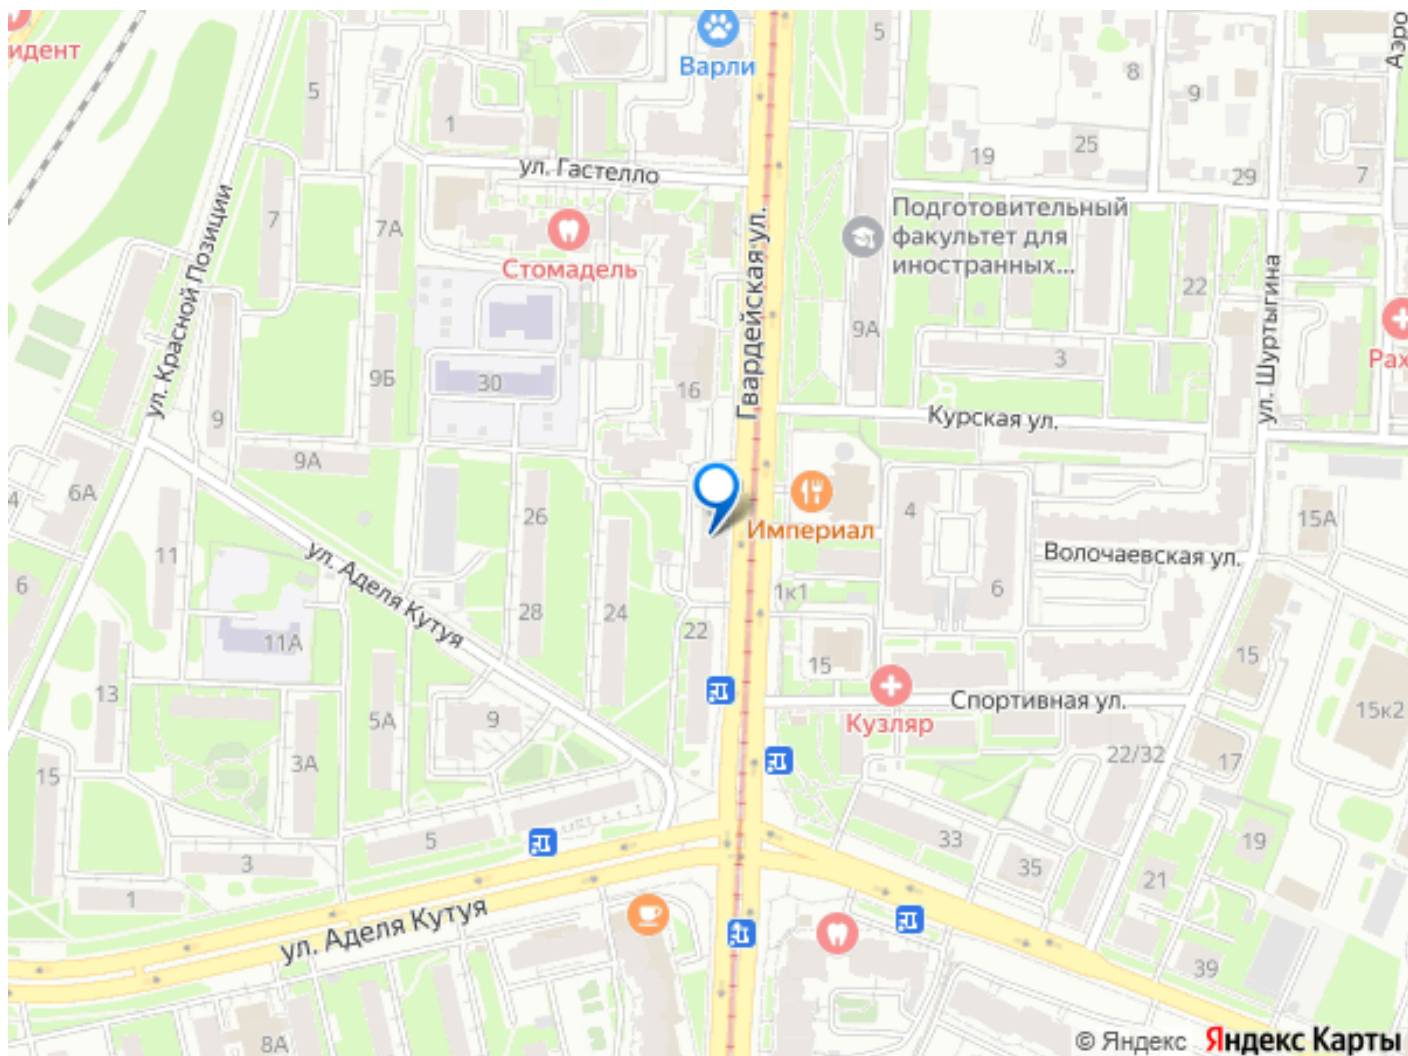 идент
Варли
5
5
Аэро
8
9
1
25
19
ул. Гастелло
29
7
7
7А
Подготовительный
факультет для
иностранных...
Стомадель
22
ул. Красной Позиции
Гвардейская ул.
ул. Шуртыгина
9А
3
Рах
9Б
30
16
9
Курская ул.
9А
6А
4
26
Империал
4
15А
11
ул. Аделя Кутуя
Волочаевская ул.
6
1к1
6
28
24
22
11А
15
15
13
Кузляр
Спортивная ул.
5А
9
15к2
22/32
17
15
3А
5
33
19
3
35
21
1
ул. Аделя Кутуя
39
8А
© Яндекс Яндекс Карты